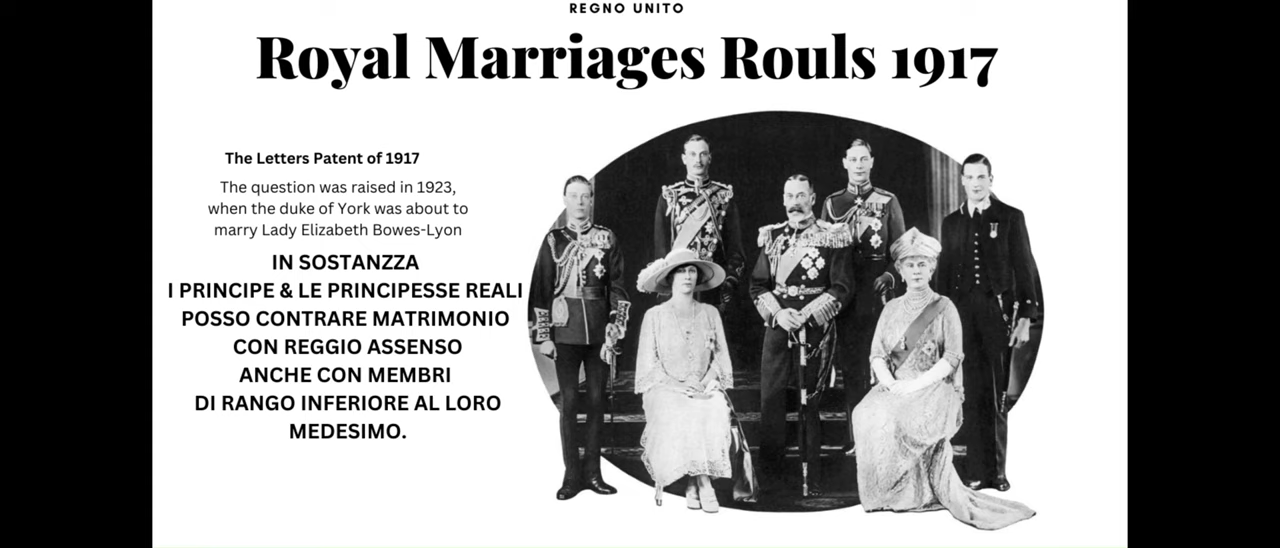 REGNO UNITO
Royal Marriages Rouls 1917
The Letters Patent of 1917
The question was raised in 1923,
when the duke of York was about to
marry Lady Elizabeth Bowes-Lyon
IN SOSTANZZA
I PRINCIPE & LE PRINCIPESSE REALI
POSSO CONTRARE MATRIMONIO
CON REGGIO ASSENSO
ANCHE CON MEMBRI
DI RANGO INFERIORE AL LORO
MEDESIMO.